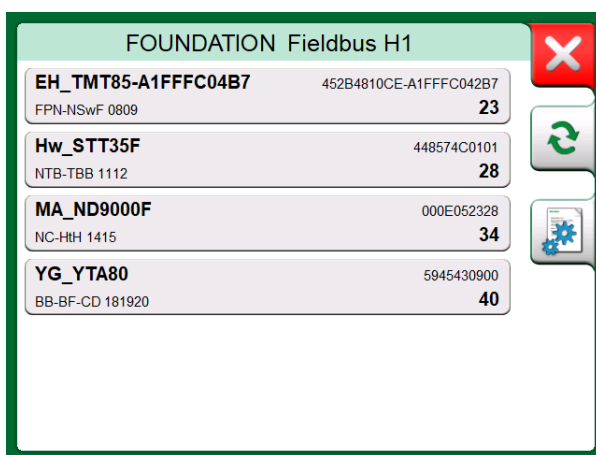 FOUNDATION Fieldbus H1
EH_TMT85-A1FFFC04B7 452B4810CE-A1FFFC042B7
FPN-NSwF 0809 23
Hw_STT35F 448574C0101
NTB-TBB 1112 28
MA_ND9000F 000E052328
NC-HtH 1415 34
YG_YTA80 5945430900
BB-BF-CD 181920 40